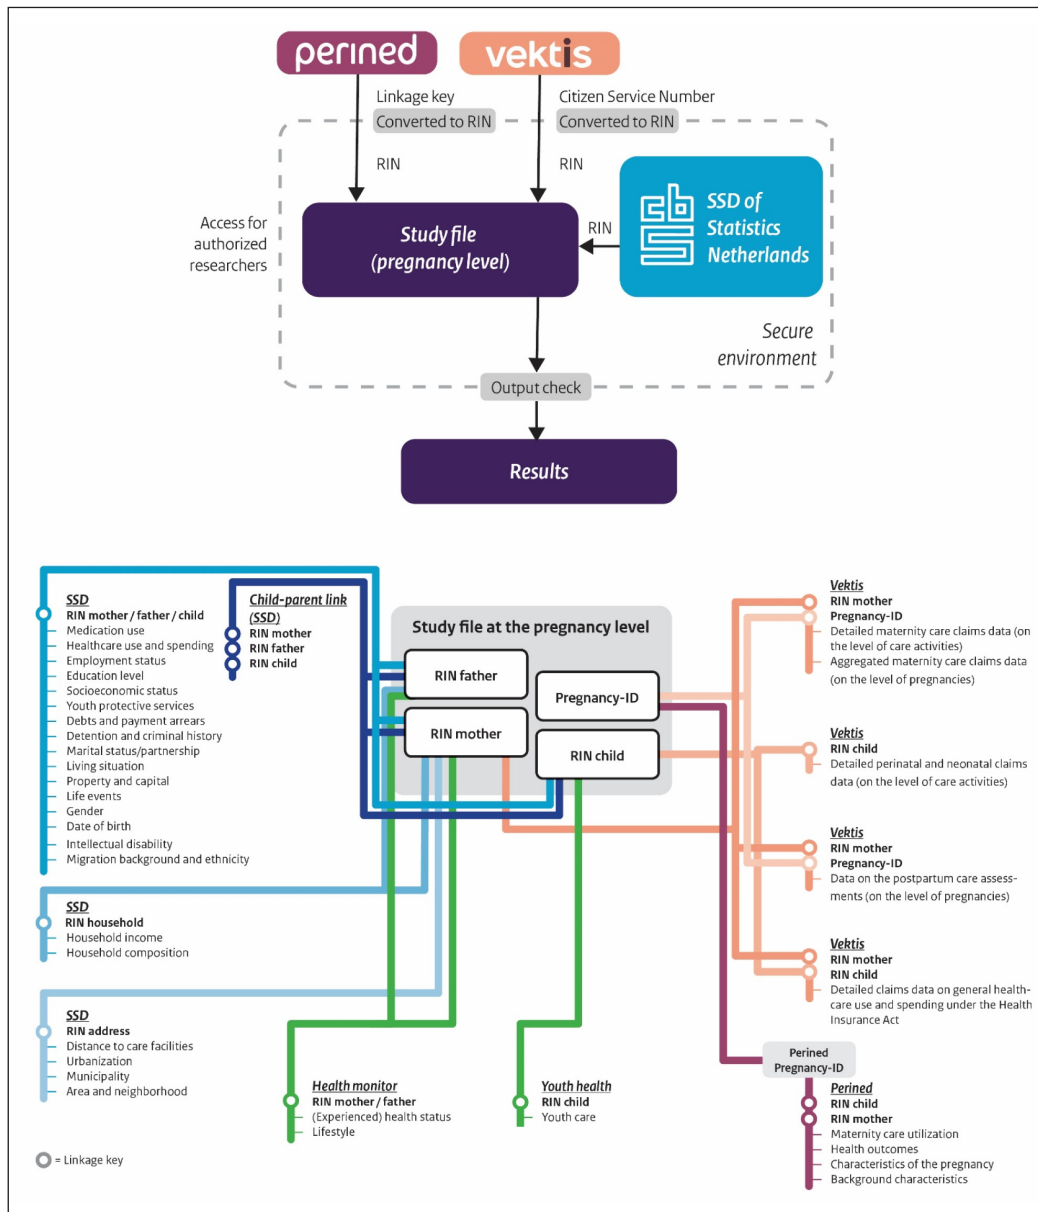 perined
vektis
Linkage key
Converted to RIN
Citizen Service Number
Converted to RIN
RIN
RIN
Access for
authorized
researchers
Study file
(pregnancy level)
RIN
cbs
SSD of
Statistics
Netherlands
Secure
environment
Output check
Results
SSD
RIN mother / father / child
Medication use
Healthcare use and spending
Employment status
Education level
Socioeconomic status
Youth protective services
Debts and payment arrears
Detention and criminal history
Marital status/partnership
Living situation
Property and capital
Life events
Gender
Date of birth
Intellectual disability
Migration background and ethnicity
Child-parent link
(SSD)
RIN mother
RIN father
RIN child
Study file at the pregnancy level
RIN father
RIN mother
Pregnancy-ID
RIN child
Vektis
RIN mother
Pregnancy-ID
Detailed maternity care claims data (on
the level of care activities)
Aggregated maternity care claims data
(on the level of pregnancies)
Vektis
RIN child
Detailed perinatal and neonatal claims
data (on the level of care activities)
Vektis
RIN mother
Pregnancy-ID
Data on the postpartum care assess-
ments (on the level of pregnancies)
Vektis
RIN mother
RIN child
Detailed claims data on general health-
care use and spending under the Health
Insurance Act
SSD
RIN household
Household income
Household composition
SSD
RIN address
Distance to care facilities
Urbanization
Municipality
Area and neighborhood
Health monitor
RIN mother / father
(Experienced) health status
Lifestyle
Youth health
RIN child
Youth care
Perined
Pregnancy-ID
Perined
RIN child
RIN mother
Maternity care utilization
Health outcomes
Characteristics of the pregnancy
Background characteristics
= Linkage key